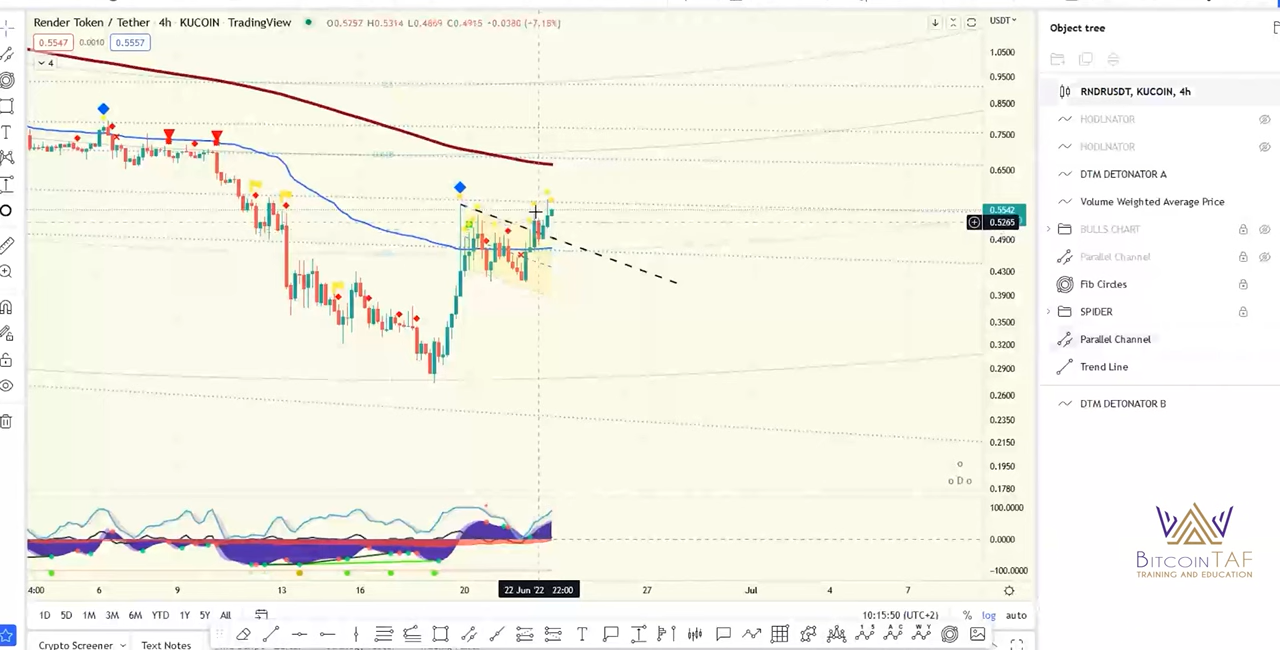 Render Token / Tether · 4h · KUCOIN TradingView O0.5257 H0.5314 L0.4869 C0.4915 -0.0380 (-7.18%)
0.5547 0.0010 0.5557
4
USDT
1.0500
0.9500
0.8500
0.7500
0.6500
0.5542
0.5265
0.4900
0.4300
0.3900
0.3500
0.3200
0.2900
0.2600
0.2350
0.2150
0.1950
0.1780
o
o D o
100.0000
0.0000
-100.0000
4:00 6 9 13 16 20 22 Jun '22 22:00 27 Jul 4 7
1D 5D 1M 3M 6M YTD 1Y 5Y All 10:15:50 (UTC+2) % log auto
Crypto Screener Text Notes
Object tree
RNDRUSDT, KUCOIN, 4h
HODLNATOR
HODLNATOR
DTM DETONATOR A
Volume Weighted Average Price
BULLS CHART
Parallel Channel
Fib Circles
SPIDER
Parallel Channel
Trend Line
DTM DETONATOR B
BITCOINTAF
TRAINING AND EDUCATION